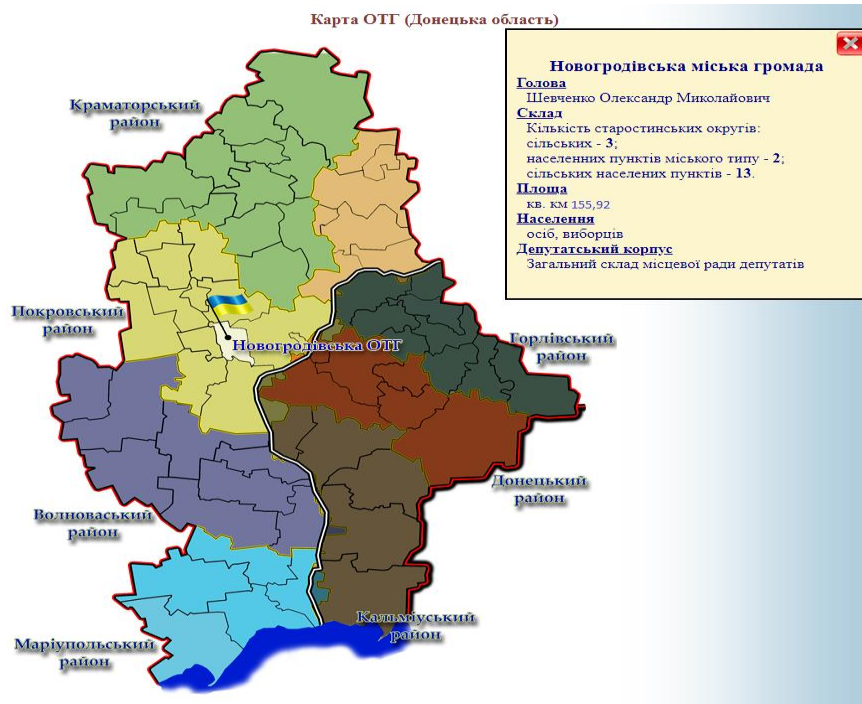 Карта ОТГ (Донецька область)
Новогродівська міська громада
Голова
Шевченко Олександр Миколайович
Склад
Кількість старостинських округів:
сільських - 3;
населенних пунктів міського типу - 2;
сільських населених пунктів - 13.
Площа
кв. км 155,92
Населення
осіб, виборців
Депутатський корпус
Загальний склад місцевої ради депутатів
Краматорський
район
Покровський
район
Новогродівська ОТГ
Горлівський
район
Донецький
район
Волноваський
район
Кальміуський
район
Маріупольський
район